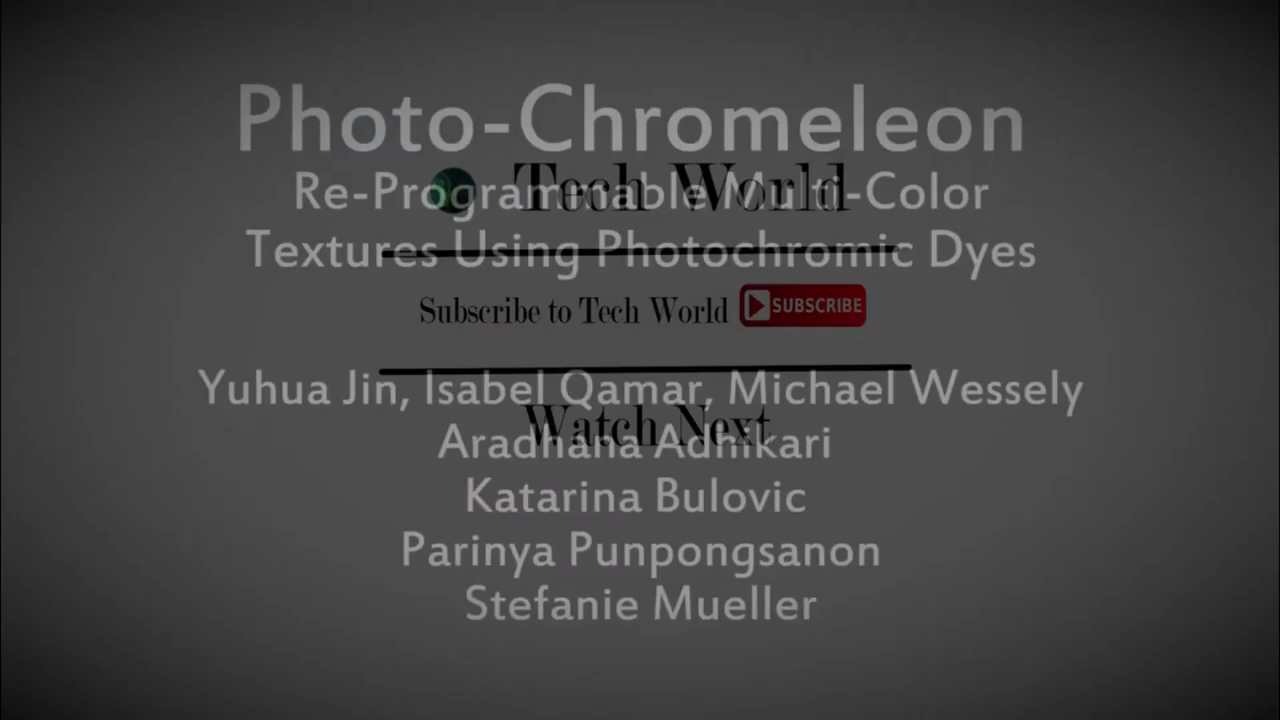 Photo-Chromeleon
Tech World
Re-Programmable Multi-Color
Textures Using Photochromic Dyes
Subscribe to Tech World SUBSCRIBE
Yuhua Jin, Isabel Qamar, Michael Wessely
Watch Next
Aradhana Adhikari
Katarina Bulovic
Parinya Punpongsanon
Stefanie Mueller